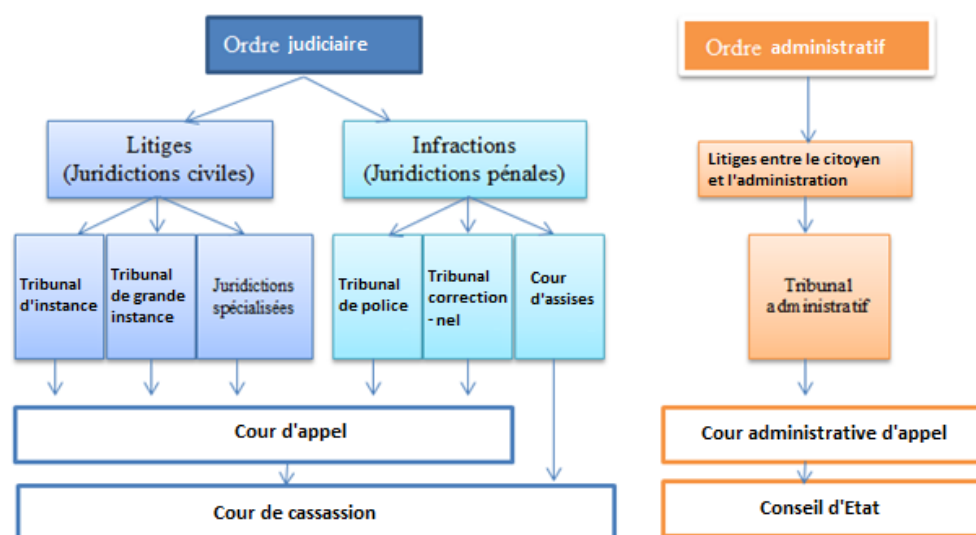 Ordre judiciaire
Ordre administratif
Litiges
(Juridictions civiles)
Infractions
(Juridictions pénales)
Litiges entre le citoyen
et l'administration
Tribunal
d'instance
Tribunal
de grande
instance
Juridictions
spécialisées
Tribunal
de police
Tribunal
correction
- nel
Cour
d'assises
Tribunal
administratif
Cour d'appel
Cour administrative d'appel
Cour de cassassion
Conseil d'Etat